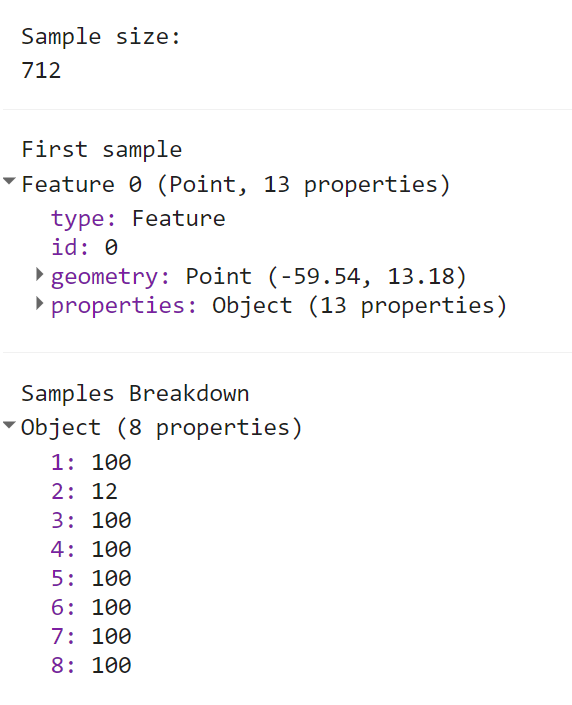 Sample size:
712
First sample
Feature 0 (Point, 13 properties)
type: Feature
id: 0
geometry: Point (-59.54, 13.18)
properties: Object (13 properties)
Samples Breakdown
Object (8 properties)
1: 100
2: 12
3: 100
4: 100
5: 100
6: 100
7: 100
8: 100